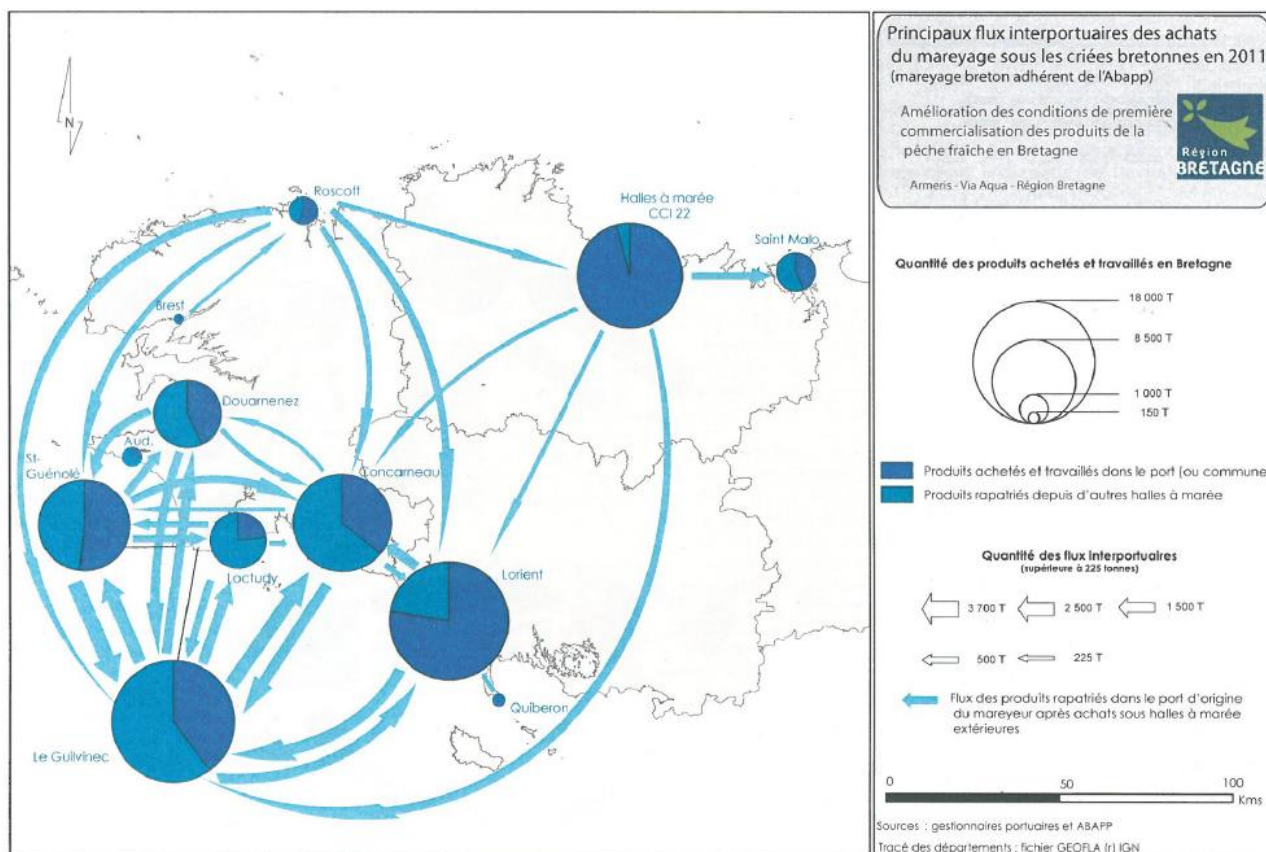 Principaux flux interportuaires des achats
du mareyage sous les criées bretonnes en 2011
(mareyage breton adhérent de l'Abapp)
Amélioration des conditions de première
commercialisation des produits de la
pêche fraîche en Bretagne
Armeris - Via Aqua - Région Bretagne
Région
BRETAGNE
N
Roscoff
Halles à marée
CCI 22
Saint Malo
Brest
Douarnenez
Aud.
St-
Guénolé
Concarneau
Loctudy
Lorient
Quiberon
Le Guilvinec
Quantité des produits achetés et travaillés en Bretagne
18 000 T
8 500 T
1 000 T
150 T
Produits achetés et travaillés dans le port (ou commune
Produits rapatriés depuis d'autres halles à marée
Quantité des flux interportuaires
(supérieure à 225 tonnes)
3 700 T
2 500 T
1 500 T
500 T
225 T
Flux des produits rapatriés dans le port d'origine
du mareyeur après achats sous halles à marée
extérieures
0
50
100
Kms
Sources : gestionnaires portuaires et ABAPP
Tracé des départements : fichier GEOFLA (r) IGN